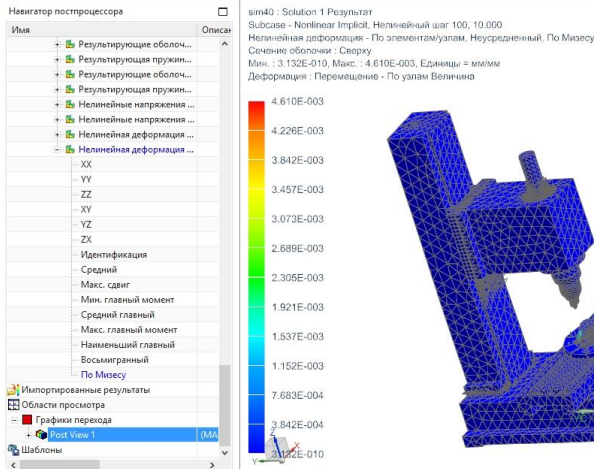 Навигатор постпроцессора
Имя
Описан
Результирующие оболоч...
Результирующая пружин...
Результирующие оболоч...
Результирующая пружин...
Нелинейные напряжения ...
Нелинейные напряжения ...
Нелинейная деформация ...
Нелинейная деформация ...
XX
YY
ZZ
XY
YZ
ZX
Идентификация
Средний
Макс. сдвиг
Мин. главный момент
Средний главный
Макс. главный момент
Наименьший главный
Восьмигранный
По Мизесу
Импортированные результаты
Области просмотра
Графики перехода
Post View 1
(МА
Шаблоны
sim40 : Solution 1 Результат
Subcase - Nonlinear Implicit, Нелинейный шаг 100, 10.000
Нелинейная деформация - По элементам/узлам, Неусредненный, По Мизесу
Сечение оболочки : Сверху
Мин. : 3.132E-010, Макс. : 4.610E-003, Единицы = мм/мм
Деформация : Перемещение - По узлам Величина
4.610E-003
4.226E-003
3.842E-003
3.457E-003
3.073E-003
2.689E-003
2.305E-003
1.921E-003
1.537E-003
1.152E-003
7.683E-004
3.842E-004
3.132E-010
Z
Y
X